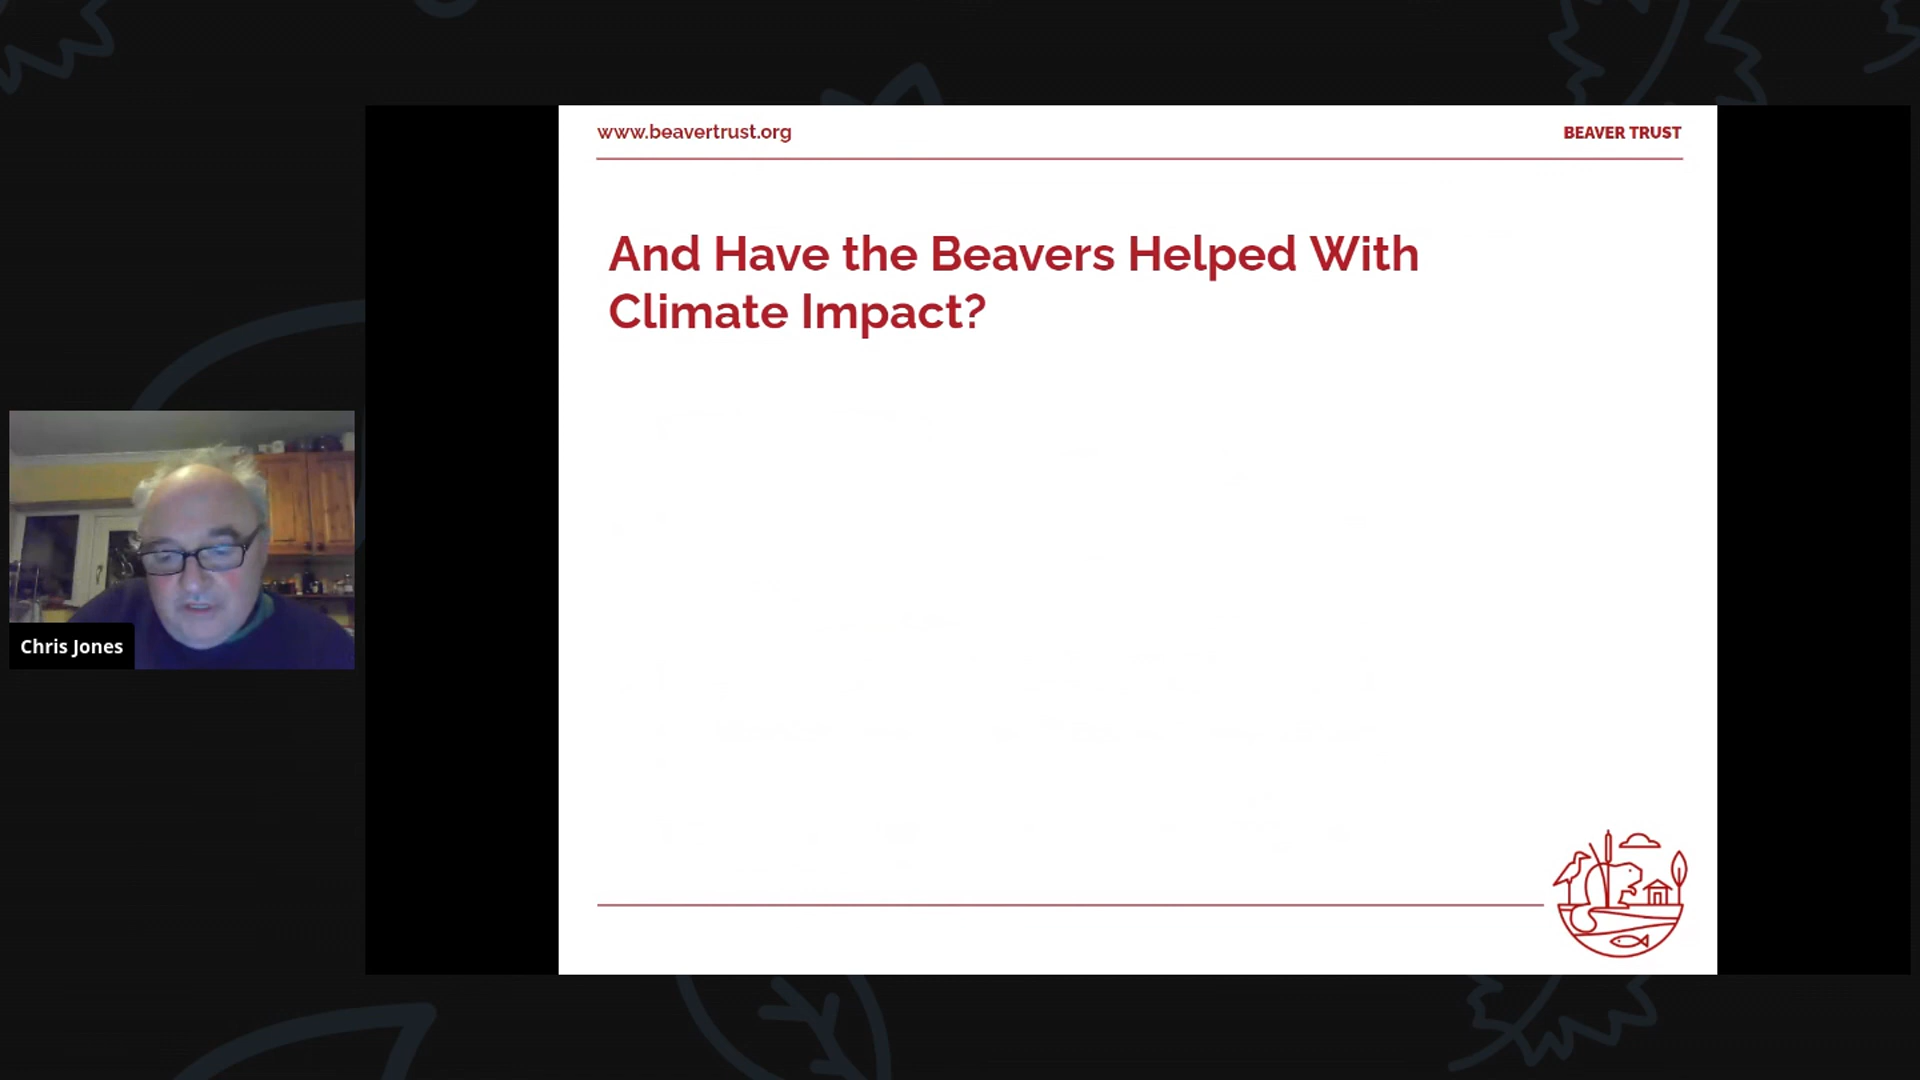 www.beavertrust.org
BEAVER TRUST
And Have the Beavers Helped With
Climate Impact?
Chris Jones